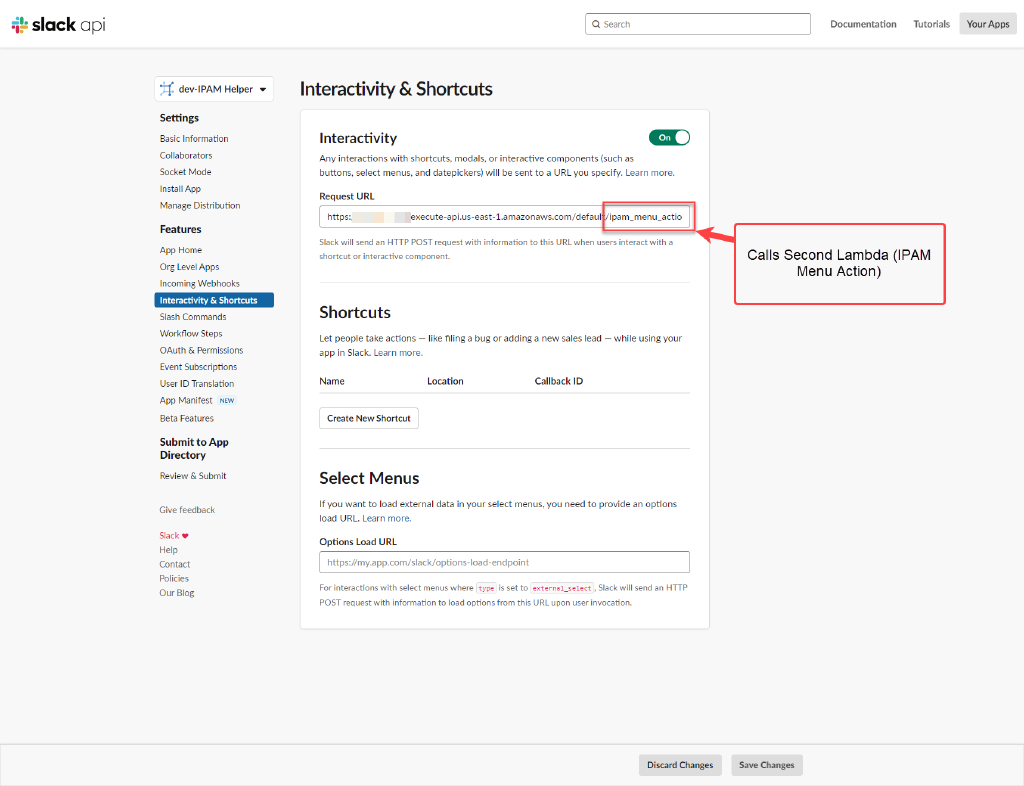 slack api
Search
Documentation
Tutorials
Your Apps
dev-IPAM Helper
Settings
Basic Information
Collaborators
Socket Mode
Install App
Manage Distribution
Features
App Home
Org Level Apps
Incoming Webhooks
Interactivity & Shortcuts
Slash Commands
Workflow Steps
OAuth & Permissions
Event Subscriptions
User ID Translation
App Manifest NEW
Beta Features
Submit to App
Directory
Review & Submit
Give feedback
Slack ❤
Help
Contact
Policies
Our Blog
Interactivity & Shortcuts
Interactivity
On
Any interactions with shortcuts, modals, or interactive components (such as
buttons, select menus, and datepickers) will be sent to a URL you specify. Learn more.
Request URL
https: execute-api.us-east-1.amazonaws.com/default/ipam_menu_actio
Slack will send an HTTP POST request with information to this URL when users interact with a
shortcut or interactive component.
Calls Second Lambda (IPAM
Menu Action)
Shortcuts
Let people take actions — like filing a bug or adding a new sales lead — while using your
app in Slack. Learn more.
Name Location Callback ID
Create New Shortcut
Select Menus
If you want to load external data in your select menus, you need to provide an options
load URL. Learn more.
Options Load URL
https://my.app.com/slack/options-load-endpoint
For interactions with select menus where type is set to external_select, Slack will send an HTTP
POST request with information to load options from this URL upon user invocation.
Discard Changes
Save Changes